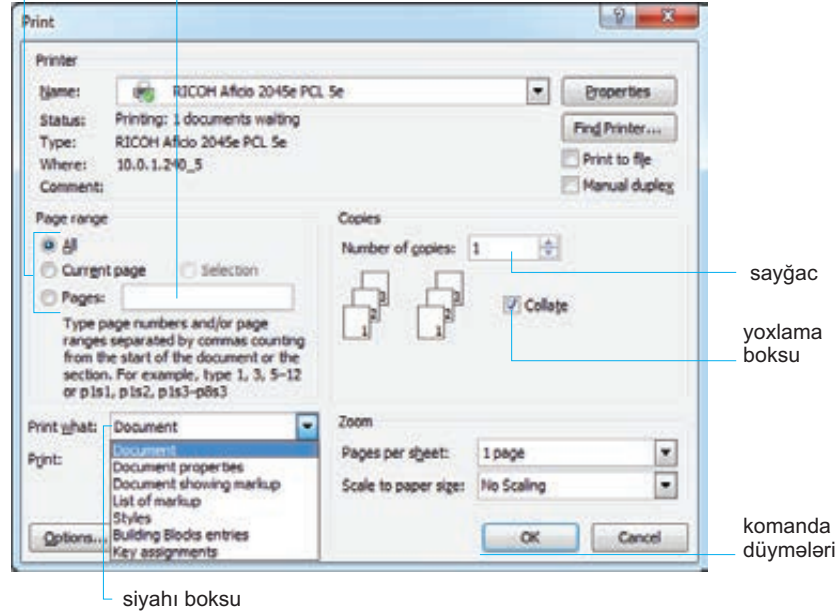 Print
Printer
Name: RICOH Aficio 2045e PCL 5e
Properties
Status: Printing: 1 documents waiting
Find Printer...
Type: RICOH Aficio 2045e PCL 5e
Where: 10.0.1.240_5
Print to file
Comment:
Manual duplex
Page range
All
Current page Selection
Pages:
Type page numbers and/or page
ranges separated by commas counting
from the start of the document or the
section. For example, type 1, 3, 5–12
or p1s1, p1s2, p1s3–p8s3
Copies
Number of copies: 1
1 2 3 1 2 3
Collate
sayğac
yoxlama
boksu
Print what: Document
Print:
Document
Document properties
Document showing markup
List of markup
Styles
Building Blocks entries
Key assignments
Options...
Zoom
Pages per sheet: 1 page
Scale to paper size: No Scaling
OK Cancel
komanda
düymələri
siyahı boksu